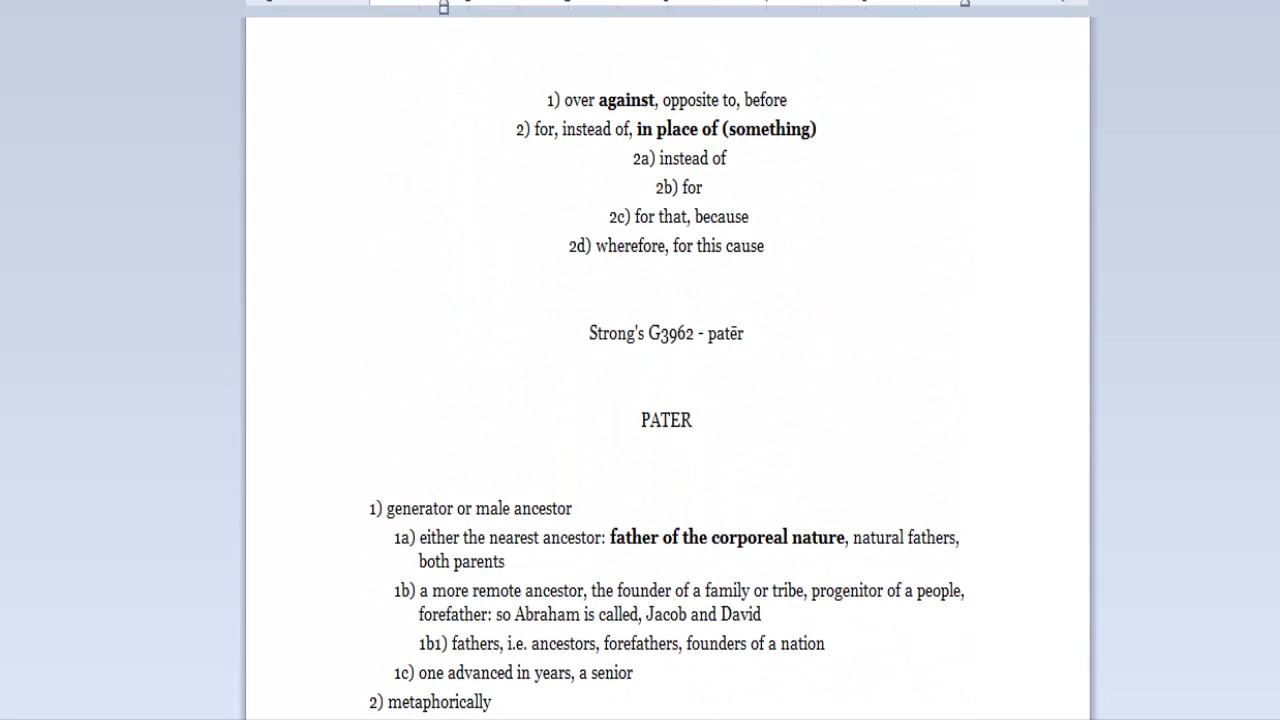 1) over against, opposite to, before
2) for, instead of, in place of (something)
2a) instead of
2b) for
2c) for that, because
2d) wherefore, for this cause
Strong's G3962 - patēr
PATER
1) generator or male ancestor
1a) either the nearest ancestor: father of the corporeal nature, natural fathers,
both parents
1b) a more remote ancestor, the founder of a family or tribe, progenitor of a people,
forefather: so Abraham is called, Jacob and David
1b1) fathers, i.e. ancestors, forefathers, founders of a nation
1c) one advanced in years, a senior
2) metaphorically